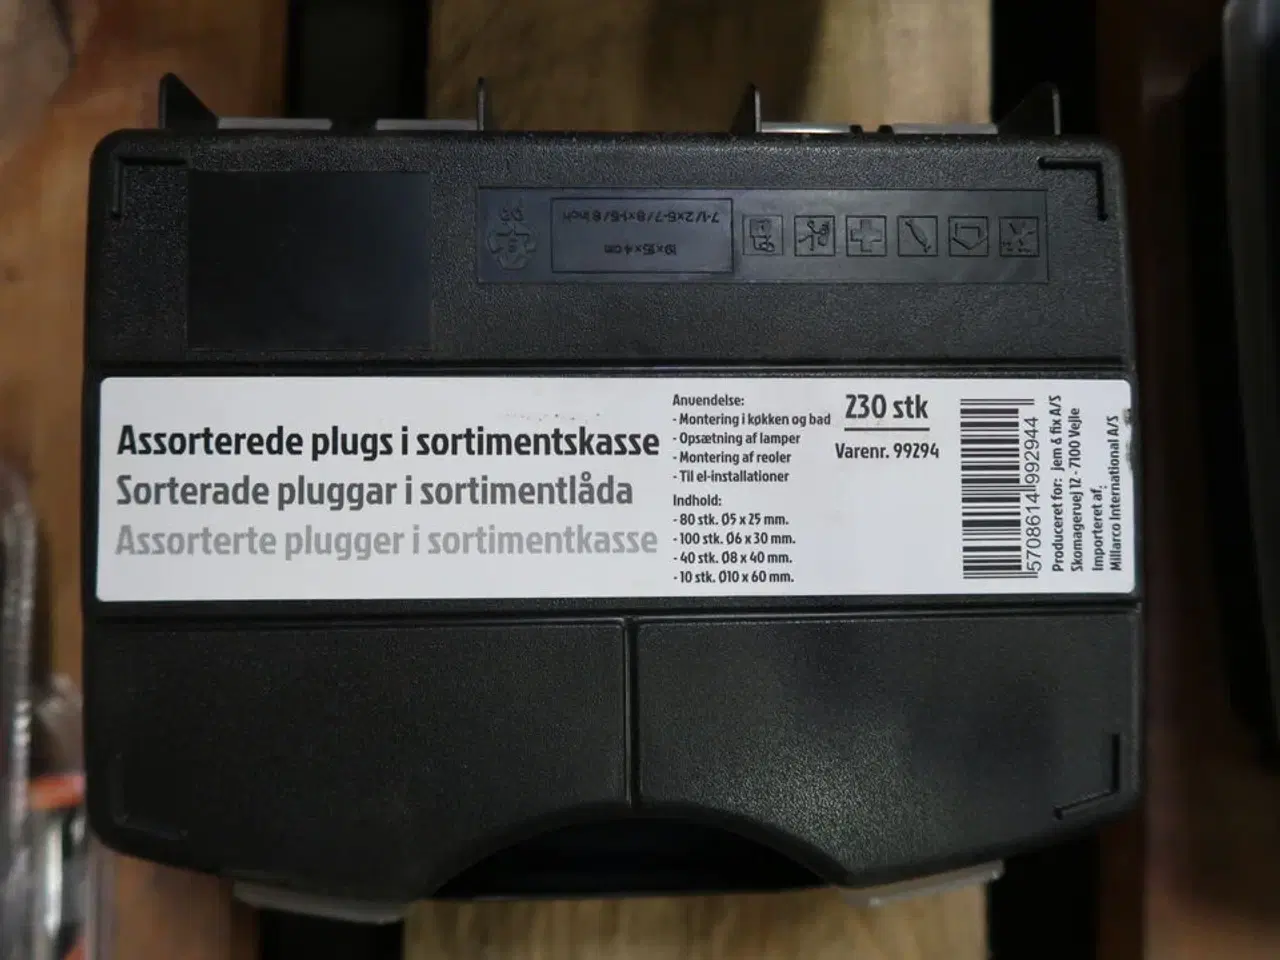 02
5
7-1/2x5-7/8x1-5/8 inch
19x15x4 cm
Assorterede plugs i sortimentskasse
Sorterade pluggar i sortimentlåda
Assorterte plugger i sortimentkasse
Anvendelse:
- Montering i køkken og bad
- Opsætning af lamper
- Montering af reoler
- Til el-installationer
Indhold:
- 80 stk. Ø5 x 25 mm.
- 100 stk. Ø6 x 30 mm.
- 40 stk. Ø8 x 40 mm.
- 10 stk. Ø10 x 60 mm.
230 stk
Varenr. 99294
5708614992944
Produceret for: jem & fix A/S
Skomagervej 12 - 7100 Vejle
Importeret af:
Millarco International A/S